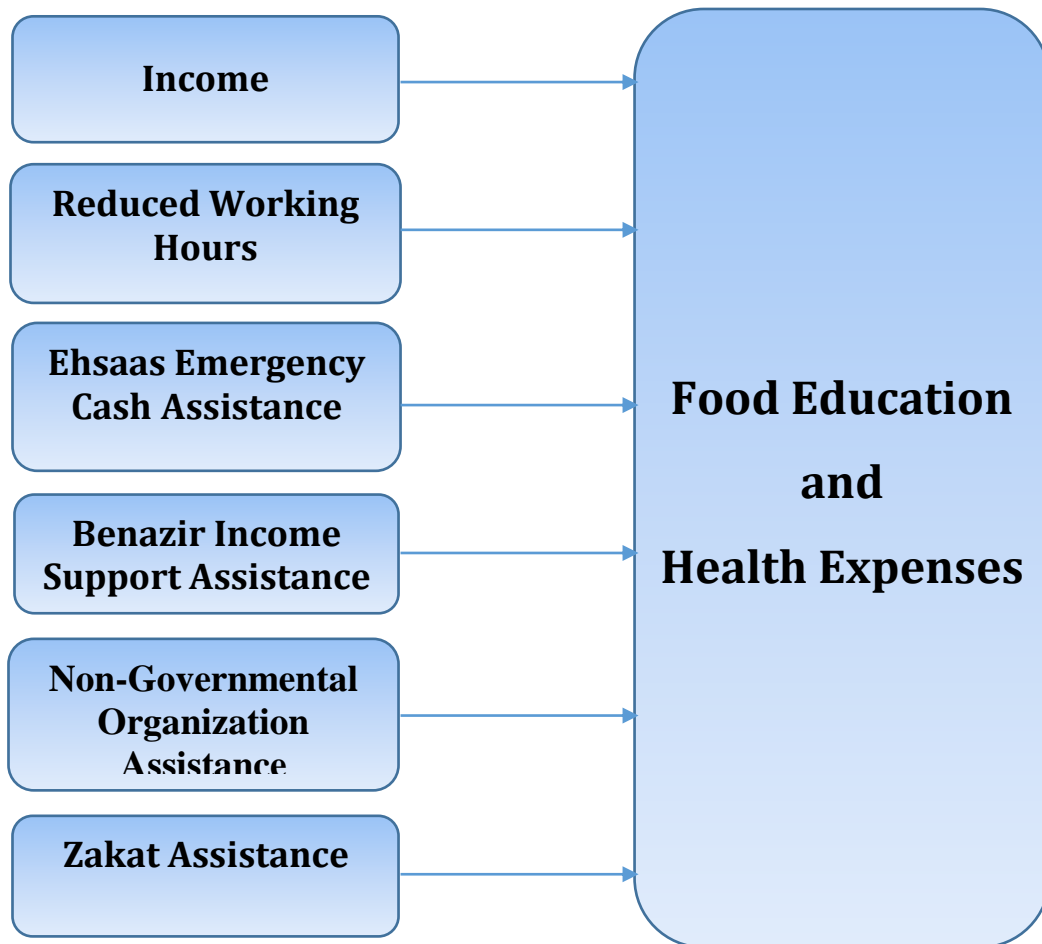 Income
Reduced Working
Hours
Ehsaas Emergency
Cash Assistance
Benazir Income
Support Assistance
Non-Governmental
Organization
Assistance
Zakat Assistance
Food Education
and
Health Expenses